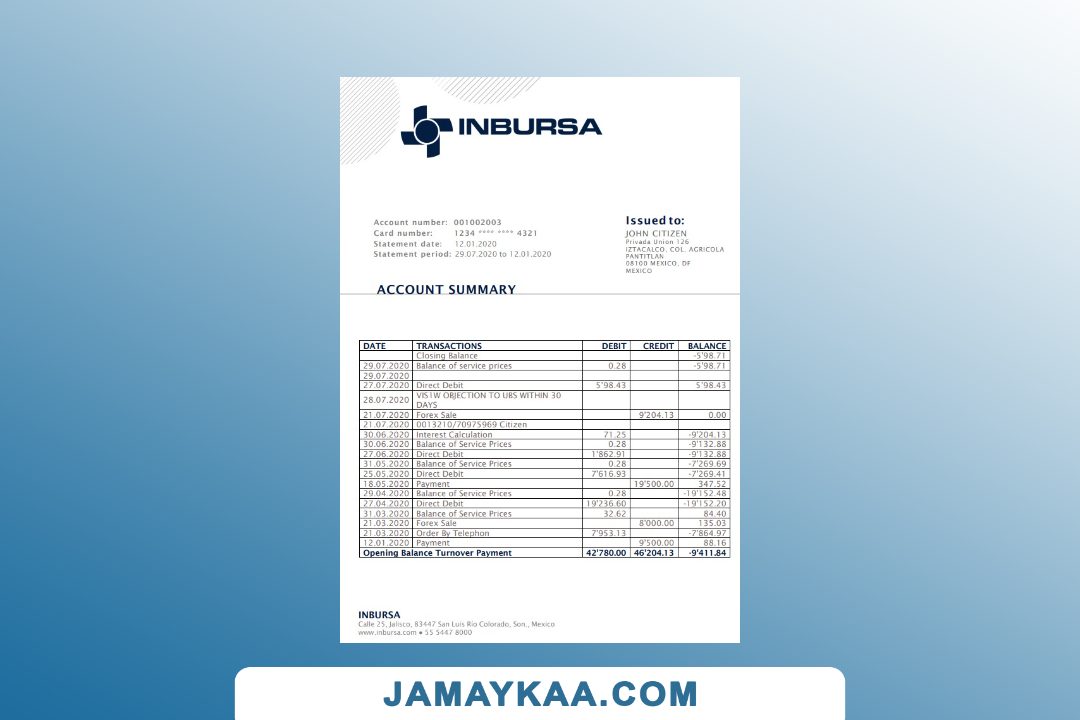 INBURSA
Account number: 001002003
Card number: 1234 **** **** 4321
Statement date: 12.01.2020
Statement period: 29.07.2020 to 12.01.2020
Issued to:
JOHN CITIZEN
Privada Union 126
IZTACALCO, COL. AGRICOLA
PANTITLAN
08100 MEXICO, DF
MEXICO
ACCOUNT SUMMARY
DATE TRANSACTIONS DEBIT CREDIT BALANCE
Closing Balance -5'98.71
29.07.2020 Balance of service prices 0.28 -5'98.71
29.07.2020
27.07.2020 Direct Debit 5'98.43 5'98.43
28.07.2020 VIS1W OBJECTION TO UBS WITHIN 30
DAYS
21.07.2020 Forex Sale 9'204.13 0.00
21.07.2020 0013210/70975969 Citizen
30.06.2020 Interest Calculation 71.25 -9'204.13
30.06.2020 Balance of Service Prices 0.28 -9'132.88
27.06.2020 Direct Debit 1'862.91 -9'132.88
31.05.2020 Balance of Service Prices 0.28 -7'269.69
25.05.2020 Direct Debit 7'616.93 -7'269.41
18.05.2020 Payment 19'500.00 347.52
29.04.2020 Balance of Service Prices 0.28 -19'152.48
27.04.2020 Direct Debit 19'236.60 -19'152.20
31.03.2020 Balance of Service Prices 32.62 84.40
21.03.2020 Forex Sale 8'000.00 135.03
21.03.2020 Order By Telephon 7'953.13 -7'864.97
12.01.2020 Payment 9'500.00 88.16
Opening Balance Turnover Payment 42'780.00 46'204.13 -9'411.84
INBURSA
Calle 25, Jalisco, 83447 San Luis Río Colorado, Son., Mexico
www.inbursa.com ● 55 5447 8000
JAMAYKAA.COM